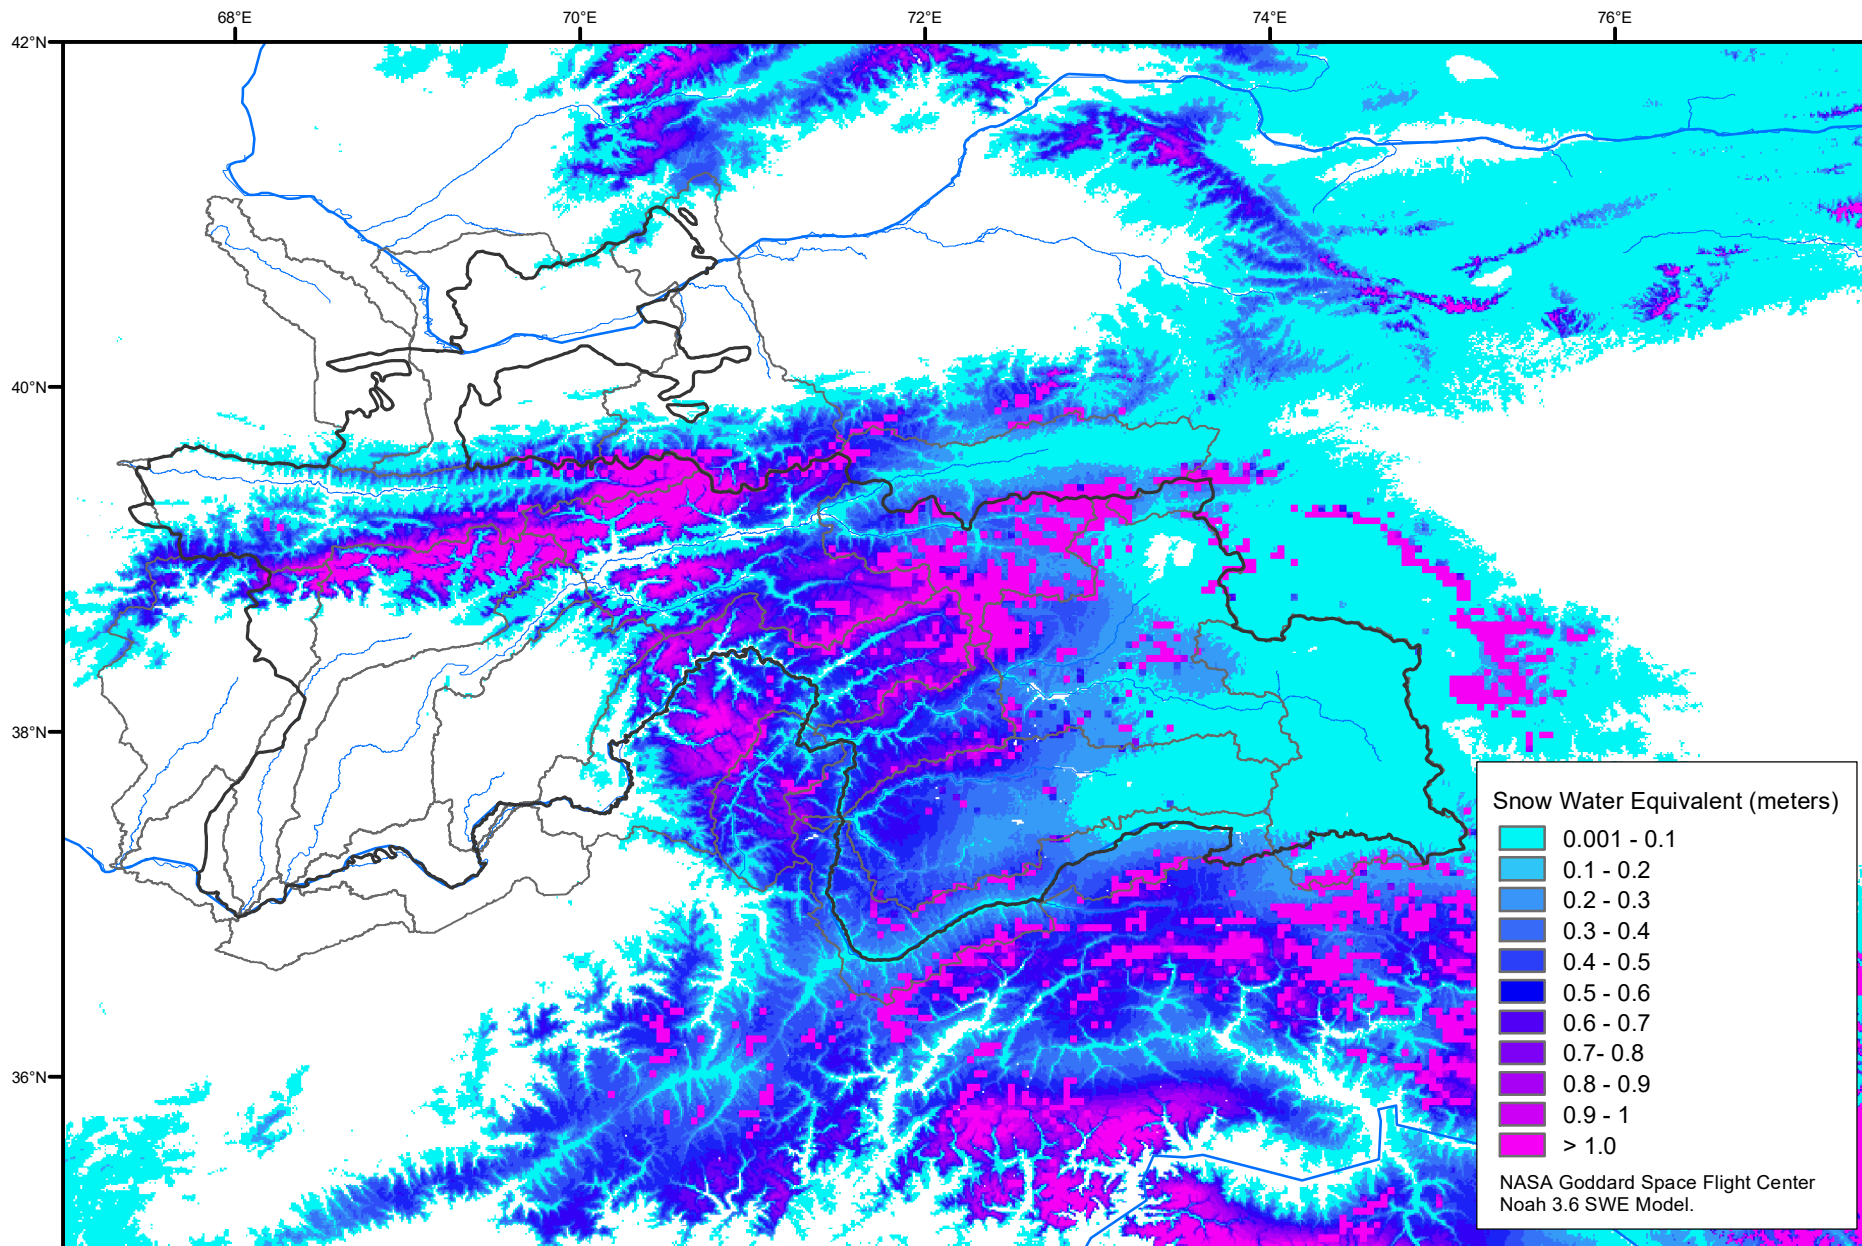 68°E
70°E
72°E
74°E
76°E
42°N
40°N
38°N
36°N
Snow Water Equivalent (meters)
0.001 - 0.1
0.1 - 0.2
0.2 - 0.3
0.3 - 0.4
0.4 - 0.5
0.5 - 0.6
0.6 - 0.7
0.7- 0.8
0.8 - 0.9
0.9 - 1
> 1.0
NASA Goddard Space Flight Center
Noah 3.6 SWE Model.